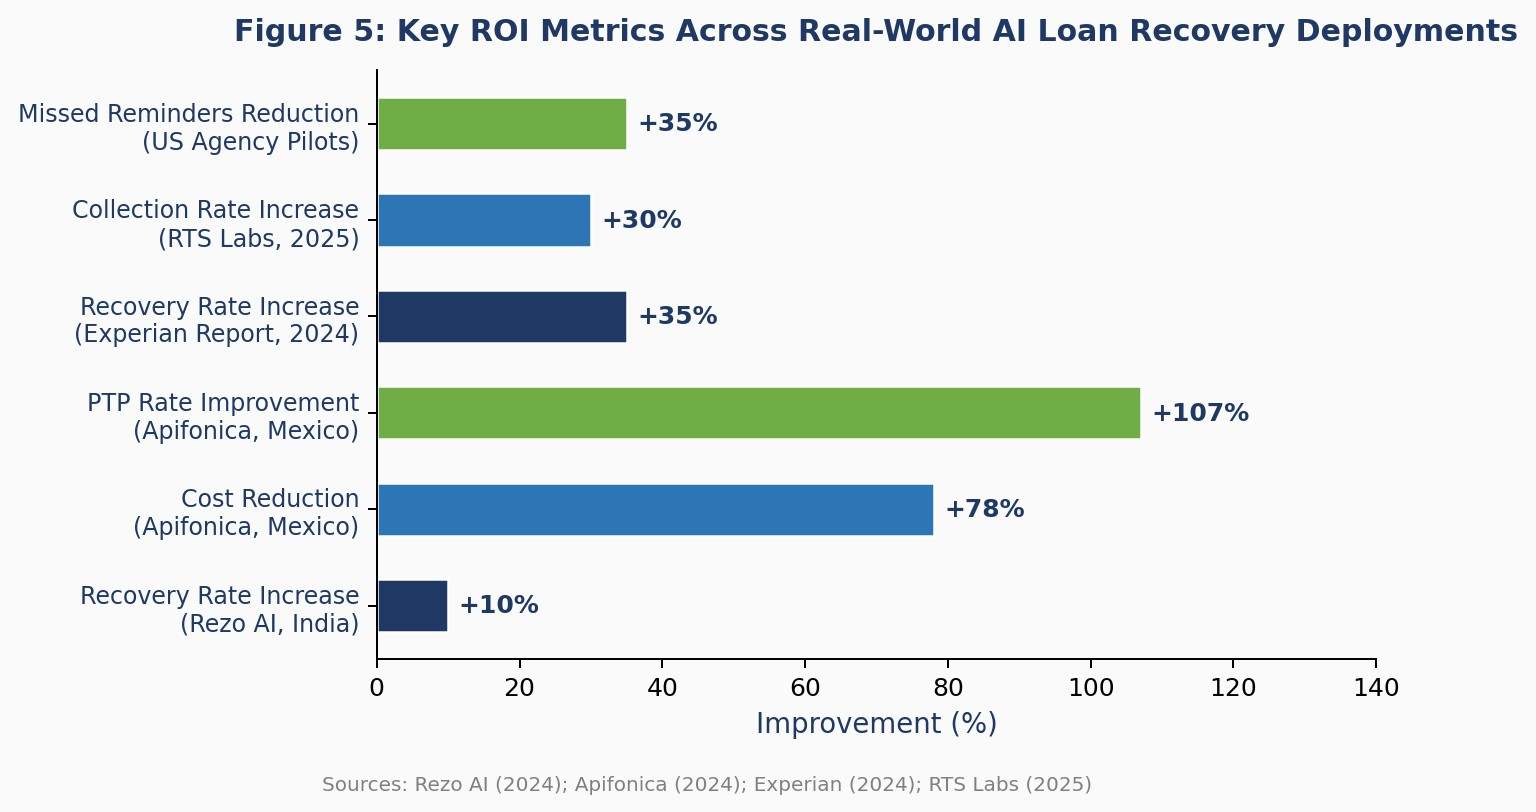 Figure 5: Key ROI Metrics Across Real-World AI Loan Recovery Deployments
Missed Reminders Reduction
(US Agency Pilots)
+35%
Collection Rate Increase
(RTS Labs, 2025)
+30%
Recovery Rate Increase
(Experian Report, 2024)
+35%
PTP Rate Improvement
(Apifonica, Mexico)
+107%
Cost Reduction
(Apifonica, Mexico)
+78%
Recovery Rate Increase
(Rezo AI, India)
+10%
0 20 40 60 80 100 120 140
Improvement (%)
Sources: Rezo AI (2024); Apifonica (2024); Experian (2024); RTS Labs (2025)